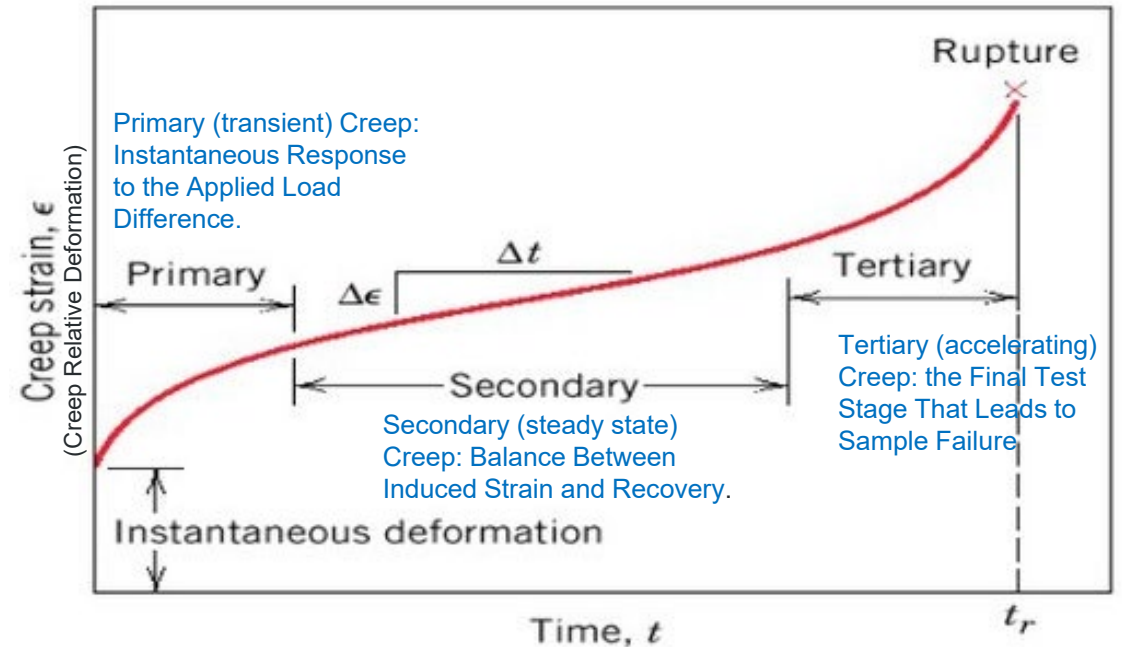 Rupture
Primary (transient) Creep:
Instantaneous Response
to the Applied Load
Difference.
Creep strain, ϵ
(Creep Relative Deformation)
Primary
Δt
Δϵ
Tertiary
Tertiary (accelerating)
Creep: the Final Test
Stage That Leads to
Sample Failure
Secondary
Secondary (steady state)
Creep: Balance Between
Induced Strain and Recovery.
Instantaneous deformation
Time, t
tᵣ